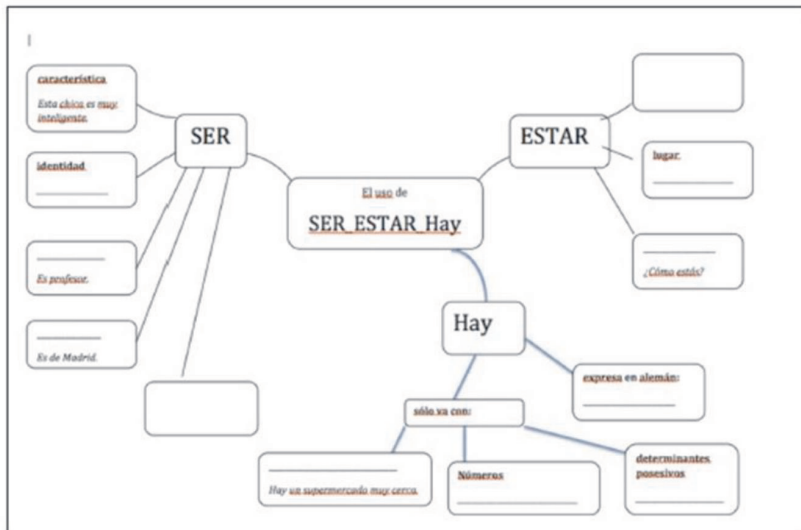 característica
Esta chica es muy
inteligente.
identidad
Es profesor.
Es de Madrid.
SER
El uso de
SER_ESTAR_Hay
ESTAR
lugar
¿Cómo estás?
Hay
expresa en alemán:
sólo va con:
Hay un supermercado muy cerca.
Números
determinantes
posesivos